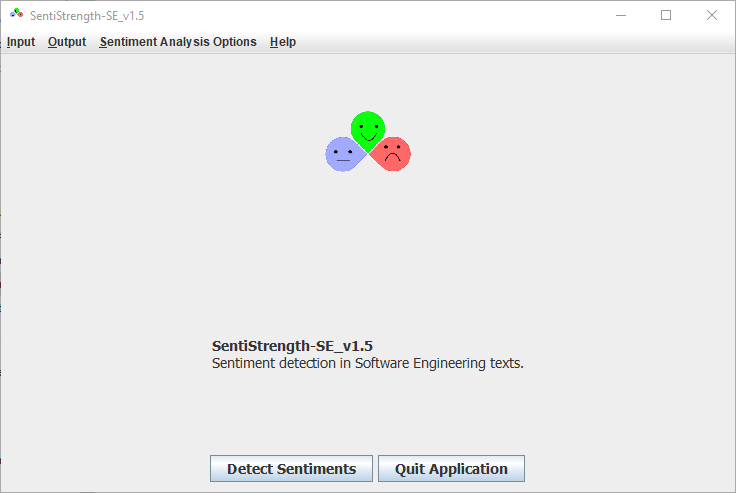 SentiStrength-SE_v1.5
Input Output Sentiment Analysis Options Help
SentiStrength-SE_v1.5
Sentiment detection in Software Engineering texts.
Detect Sentiments Quit Application